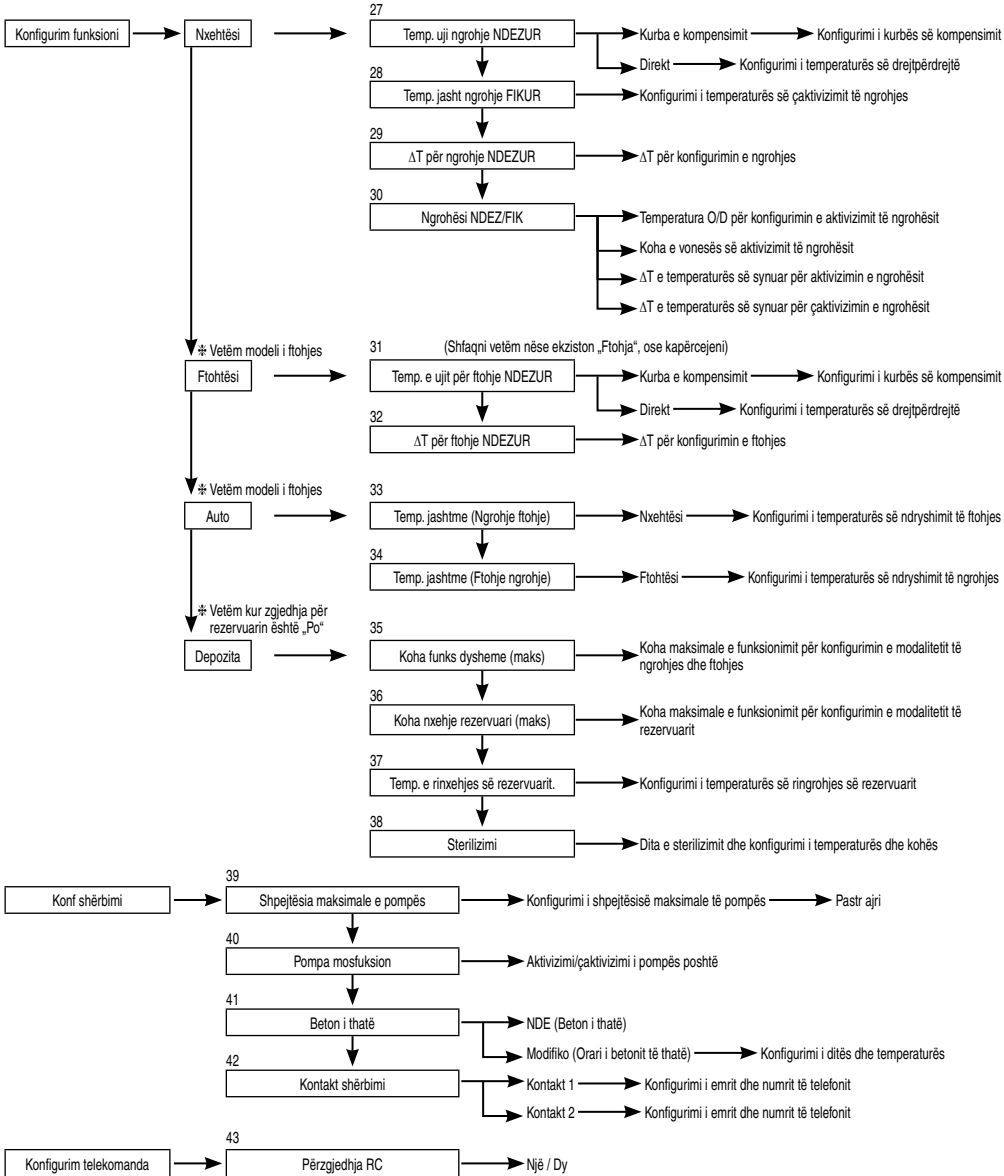 27
Konfigurim funksioni
Nxehtësi
Temp. uji ngrohje NDEZUR
Kurba e kompensimit
Konfigurimi i kurbës së kompensimit
Direkt
Konfigurimi i temperaturës së drejtpërdrejtë
28
Temp. jasht ngrohje FIKUR
Konfigurimi i temperaturës së çaktivizimit të ngrohjes
29
ΔT për ngrohje NDEZUR
ΔT për konfigurimin e ngrohjes
30
Ngrohësi NDEZ/FIK
Temperatura O/D për konfigurimin e aktivizimit të ngrohësit
Koha e vonesës së aktivizimit të ngrohësit
ΔT e temperaturës së synuar për aktivizimin e ngrohësit
ΔT e temperaturës së synuar për çaktivizimin e ngrohësit
❈ Vetëm modeli i ftohjes
31
(Shfaqni vetëm nëse ekziston „Ftohja“, ose kapërcejeni)
Ftohtësi
Temp. e ujit për ftohje NDEZUR
Kurba e kompensimit
Konfigurimi i kurbës së kompensimit
Direkt
Konfigurimi i temperaturës së drejtpërdrejtë
32
ΔT për ftohje NDEZUR
ΔT për konfigurimin e ftohjes
❈ Vetëm modeli i ftohjes
33
Auto
Temp. jashtme (Ngrohje ftohje)
Nxehtësi
Konfigurimi i temperaturës së ndryshimit të ftohjes
34
Temp. jashtme (Ftohje ngrohje)
Ftohtësi
Konfigurimi i temperaturës së ndryshimit të ngrohjes
❈ Vetëm kur zgjedhja për
rezervuarin është „Po“
35
Depozita
Koha funks dysheme (maks)
Koha maksimale e funksionimit për konfigurimin e modalitetit të
ngrohjes dhe ftohjes
36
Koha nxehje rezervuari (maks)
Koha maksimale e funksionimit për konfigurimin e modalitetit të
rezervuarit
37
Temp. e rinxehjes së rezervuarit.
Konfigurimi i temperaturës së ringrohjes së rezervuarit
38
Sterilizimi
Dita e sterilizimit dhe konfigurimi i temperaturës dhe kohës
39
Konf shërbimi
Shpejtësia maksimale e pompës
Konfigurimi i shpejtësisë maksimale të pompës
Pastr ajri
40
Pompa mosfuksion
Aktivizimi/çaktivizimi i pompës poshtë
41
Beton i thatë
NDE (Beton i thatë)
Modifiko (Orari i betonit të thatë)
Konfigurimi i ditës dhe temperaturës
42
Kontakt shërbimi
Kontakt 1
Konfigurimi i emrit dhe numrit të telefonit
Kontakt 2
Konfigurimi i emrit dhe numrit të telefonit
43
Konfigurim telekomanda
Përzgjedhja RC
Një / Dy